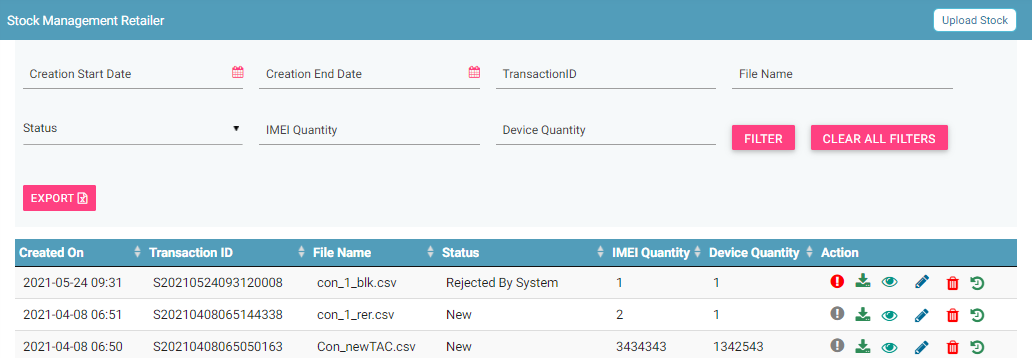 Stock Management Retailer Upload Stock
Creation Start Date Creation End Date TransactionID File Name
Status IMEI Quantity Device Quantity FILTER CLEAR ALL FILTERS
EXPORT
Created On Transaction ID File Name Status IMEI Quantity Device Quantity Action
2021-05-24 09:31 S20210524093120008 con_1_blk.csv Rejected By System 1 1
2021-04-08 06:51 S20210408065144338 con_1_rer.csv New 2 1
2021-04-08 06:50 S20210408065050163 Con_newTAC.csv New 3434343 1342543